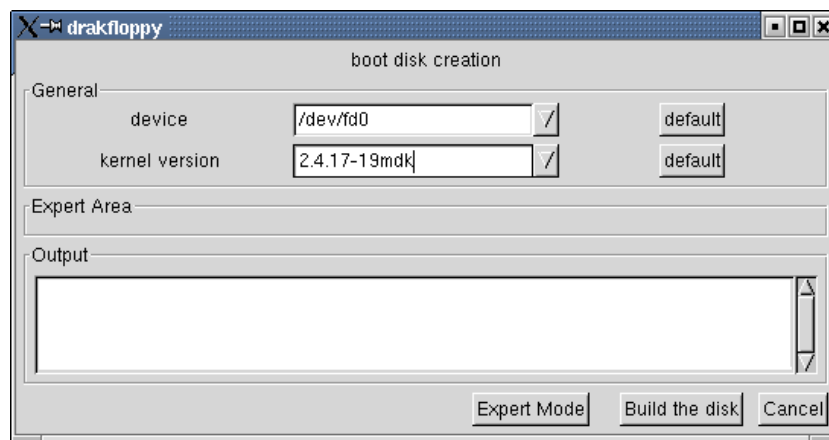 drakfloppy
boot disk creation
General
device /dev/fd0 default
kernel version 2.4.17-19mdk default
Expert Area
Output
Expert Mode Build the disk Cancel